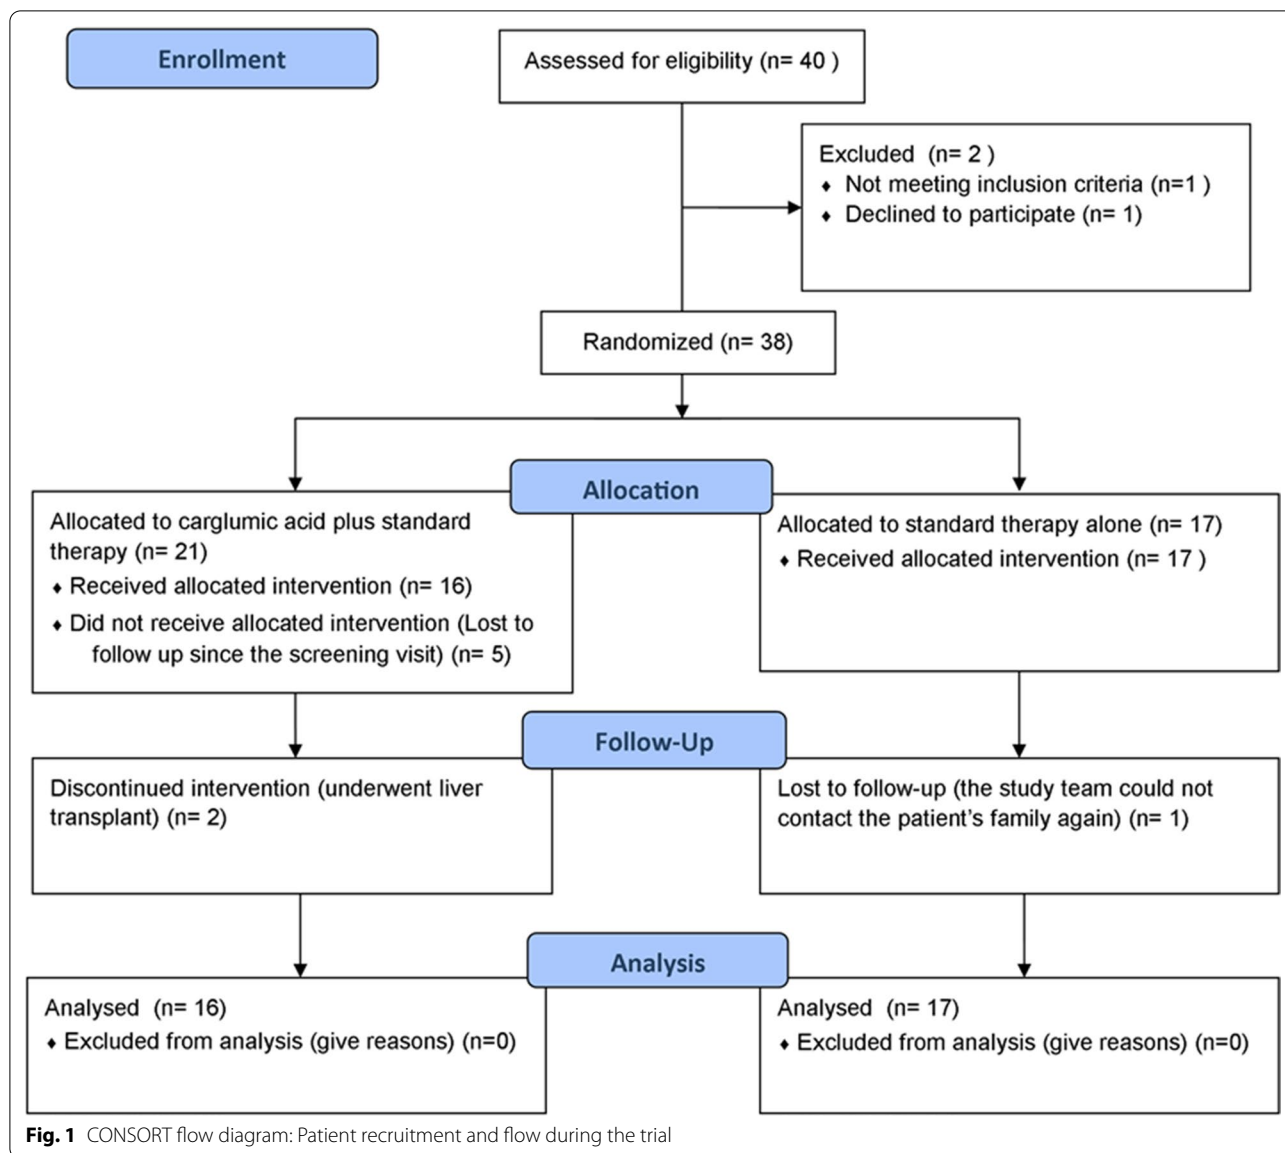 Enrollment
Assessed for eligibility (n= 40 )
Excluded  (n= 2 )
♦ Not meeting inclusion criteria (n=1 )
♦ Declined to participate (n= 1)
Randomized (n= 38)
Allocation
Allocated to carglumic acid plus standard
therapy (n= 21)
♦ Received allocated intervention (n= 16)
♦ Did not receive allocated intervention (Lost to
follow up since the screening visit) (n= 5)
Allocated to standard therapy alone (n= 17)
♦ Received allocated intervention (n= 17 )
Follow-Up
Discontinued intervention (underwent liver
transplant) (n= 2)
Lost to follow-up (the study team could not
contact the patient's family again) (n= 1)
Analysis
Analysed  (n= 16)
♦ Excluded from analysis (give reasons) (n=0)
Analysed  (n= 17)
♦ Excluded from analysis (give reasons) (n=0)
Fig. 1 CONSORT flow diagram: Patient recruitment and flow during the trial